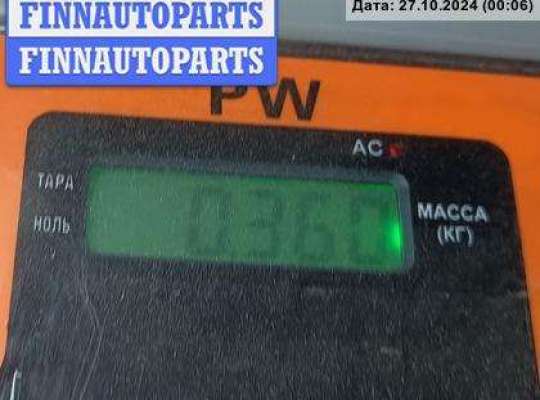 FINNAUTOPARTS
Дата: 27.10.2024 (00:06)
FINNAUTOPARTS
PW
AC
ТАРА
НОЛЬ
0.360
МАССА
(КГ)